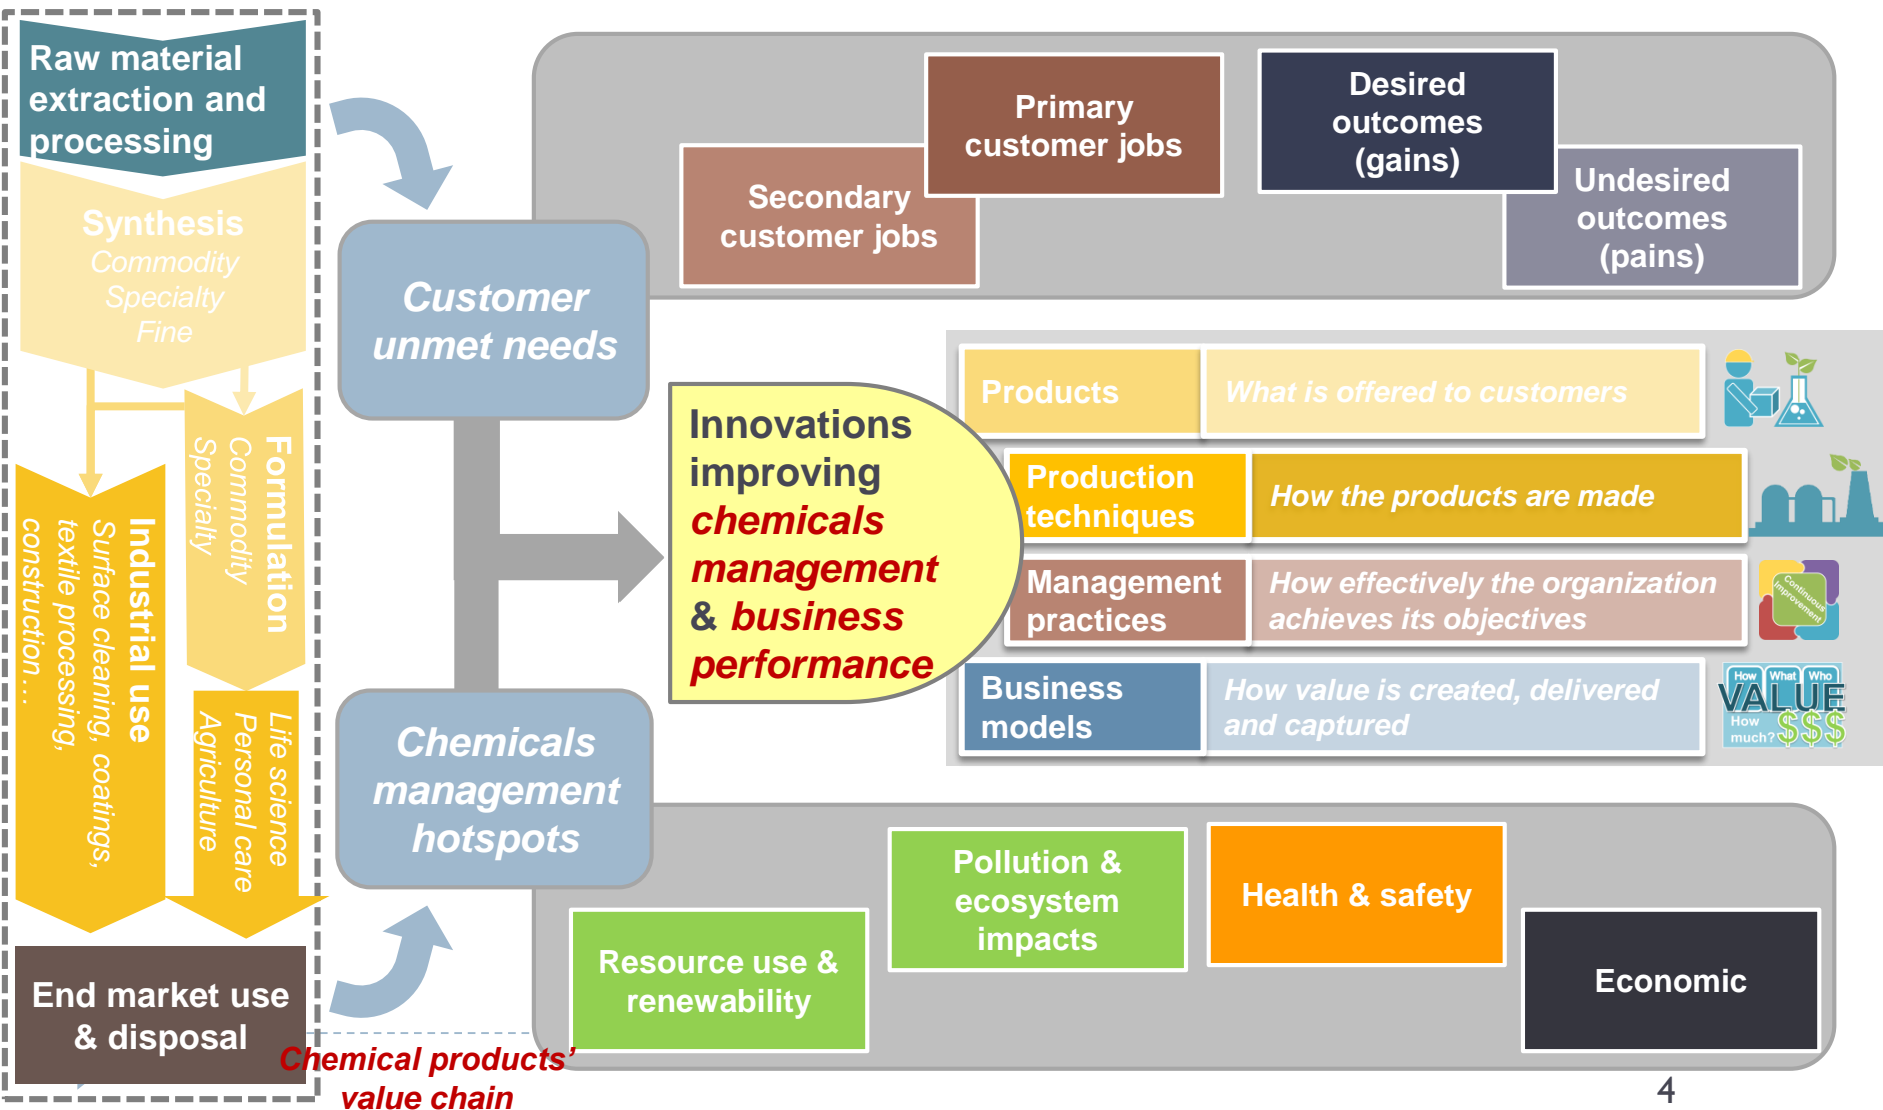 Raw material
extraction and
processing
Synthesis
Commodity
Specialty
Fine
Formulation
Commodity
Specialty
Industrial use
Surface cleaning, coatings,
textile processing,
construction…
Life science
Personal care
Agriculture
End market use
& disposal
Chemical products’
value chain
Customer
unmet needs
Chemicals
management
hotspots
Secondary
customer jobs
Primary
customer jobs
Desired
outcomes
(gains)
Undesired
outcomes
(pains)
Innovations
improving
chemicals
management
& business
performance
Products
What is offered to customers
Production
techniques
How the products are made
Management
practices
How effectively the organization
achieves its objectives
Continuous
Improvement
Business
models
How value is created, delivered
and captured
How What Who
VALUE
How
much? $$$
Resource use &
renewability
Pollution &
ecosystem
impacts
Health & safety
Economic
4